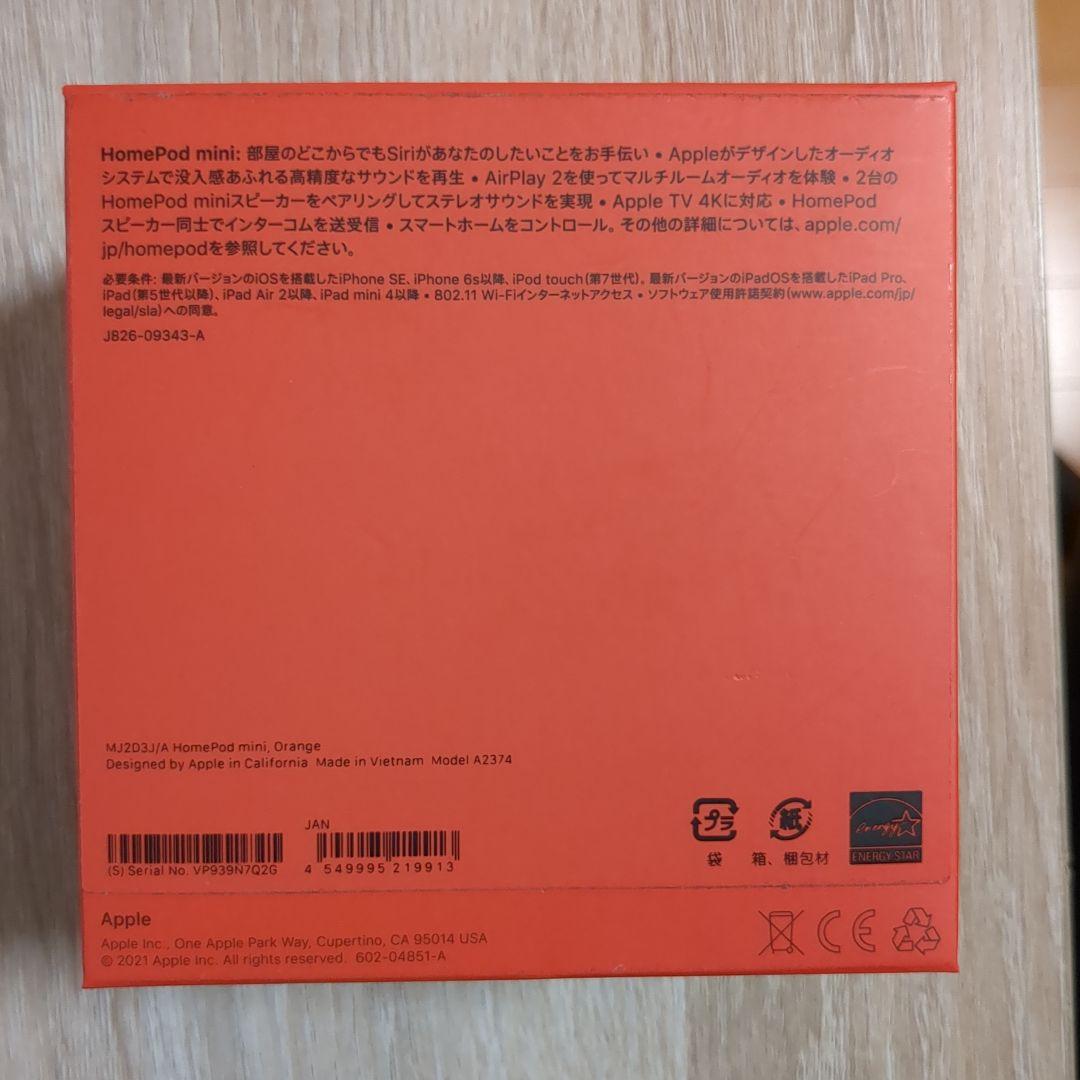 HomePod mini: 部屋のどこからでもSiriがあなたのしたいことをお手伝い • Appleがデザインしたオーディオ
システムで没入感あふれる高精度なサウンドを再生 • AirPlay 2を使ってマルチルームオーディオを体験 • 2台の
HomePod miniスピーカーをペアリングしてステレオサウンドを実現 • Apple TV 4Kに対応 • HomePod
スピーカー同士でインターコムを送受信 • スマートホームをコントロール。その他の詳細については、apple.com/
jp/homepodを参照してください。
必要条件: 最新バージョンのiOSを搭載したiPhone SE、iPhone 6s以降、iPod touch(第7世代)。最新バージョンのiPadOSを搭載したiPad Pro、
iPad(第5世代以降)、iPad Air 2以降、iPad mini 4以降 • 802.11 Wi-Fiインターネットアクセス • ソフトウェア使用許諾契約(www.apple.com/jp/
legal/sla)への同意。
J826-09343-A
MJ2D3J/A HomePod mini, Orange
Designed by Apple in California Made in Vietnam Model A2374
JAN
(S) Serial No. VP939N7Q2G
4 549995 219913
プラ
袋
紙
箱、梱包材
energy
ENERGY STAR
Apple
Apple Inc., One Apple Park Way, Cupertino, CA 95014 USA
© 2021 Apple Inc. All rights reserved. 602-04851-A
CE